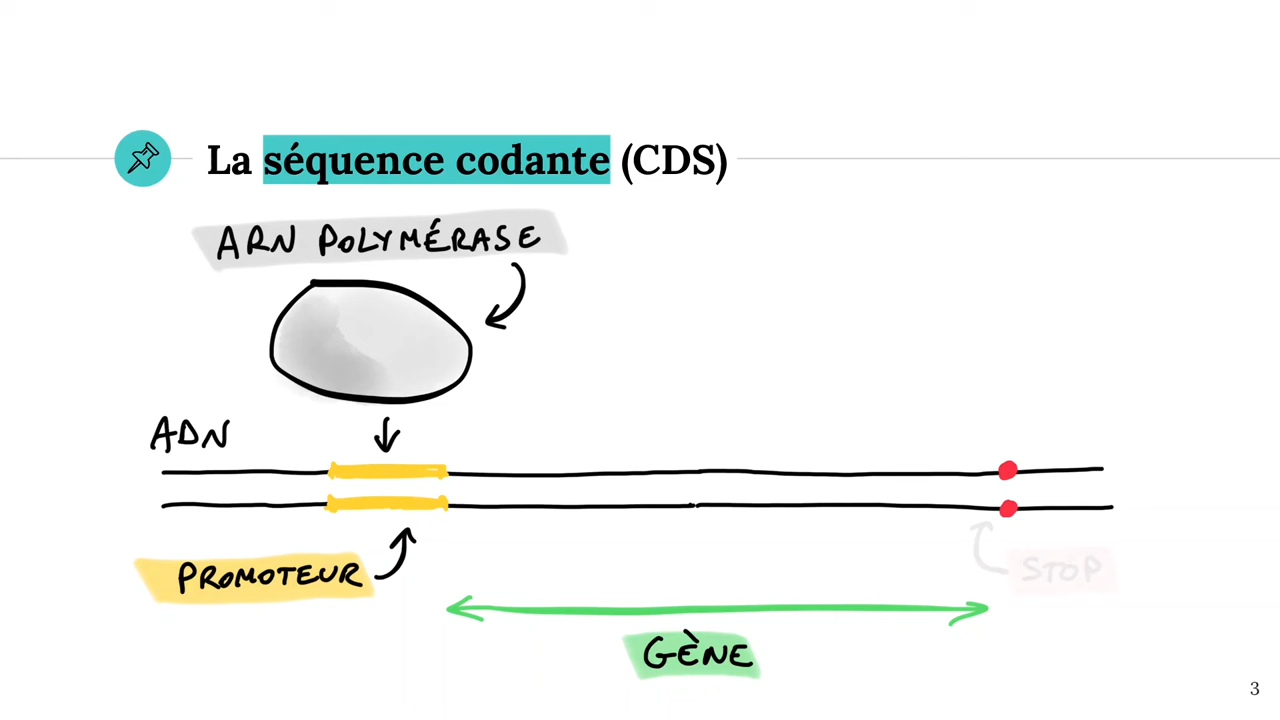 La séquence codante (CDS)
ARN POLYMÉRASE
ADN
PROMOTEUR
STOP
GÈNE
3